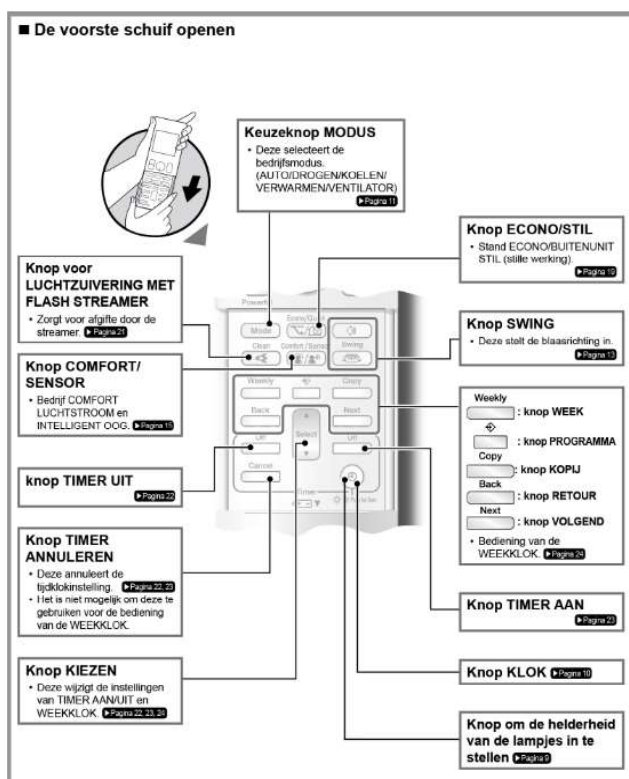 ■ De voorste schuif openen
Keuzeknop MODUS
• Deze selecteert de
bedrijfsmodus.
(AUTO/DROGEN/KOELEN/
VERWARMEN/VENTILATOR)
▶Pagina 11
Knop ECONO/STIL
• Stand ECONO/BUITENUNIT
STIL (stille werking).
▶Pagina 19
Knop voor
LUCHTZUIVERING MET
FLASH STREAMER
• Zorgt voor afgifte door de
streamer. ▶Pagina 21
Knop SWING
• Deze stelt de blaasrichting in.
▶Pagina 13
Knop COMFORT/
SENSOR
• Bedrijf COMFORT
LUCHTSTROOM en
INTELLIGENT OOG. ▶Pagina 15
Powerful
Econo/Quiet
Mode
Clean
Comfort/Sensor
Swing
Weekly
Copy
Back
Next
Off
Select
Cancel
Timer
Weekly
: knop WEEK
: knop PROGRAMMA
Copy
: knop KOPIJ
Back
: knop RETOUR
Next
: knop VOLGEND
• Bediening van de
WEEKKLOK. ▶Pagina 24
knop TIMER UIT
▶Pagina 22
Knop TIMER
ANNULEREN
• Deze annuleert de
tijdklokinstelling. ▶Pagina 22, 23
• Het is niet mogelijk om deze te
gebruiken voor de bediening
van de WEEKKLOK.
Knop TIMER AAN
▶Pagina 23
Knop KIEZEN
• Deze wijzigt de instellingen
van TIMER AAN/UIT en
WEEKKLOK. ▶Pagina 22, 23, 24
Knop KLOK ▶Pagina 10
Knop om de helderheid
van de lampjes in te
stellen ▶Pagina 9